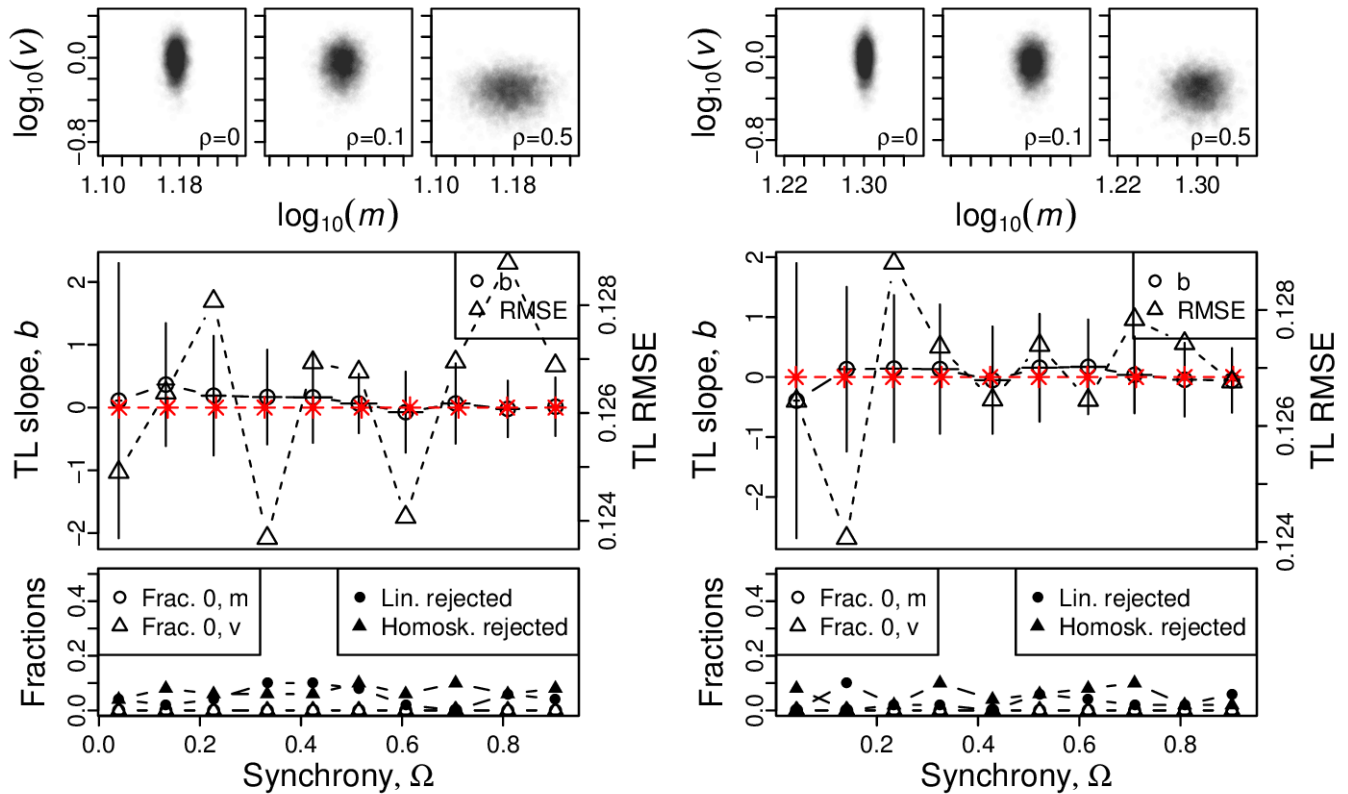 log10(v)
0.0
-0.8
ρ=0
ρ=0.1
ρ=0.5
1.10 1.18 1.10 1.18
log10(m)
log10(v)
0.0
-0.8
ρ=0
ρ=0.1
ρ=0.5
1.22 1.30 1.22 1.30
log10(m)
TL slope, b
2
1
0
−1
−2
b
RMSE
0.128
0.126
0.124
TL RMSE
TL slope, b
2
1
0
−1
−2
b
RMSE
0.128
0.126
0.124
TL RMSE
Fractions
0.4
0.2
0.0
Frac. 0, m
Frac. 0, v
Lin. rejected
Homosk. rejected
0.0 0.2 0.4 0.6 0.8
Synchrony, Ω
Fractions
0.4
0.2
0.0
Frac. 0, m
Frac. 0, v
Lin. rejected
Homosk. rejected
0.2 0.4 0.6 0.8
Synchrony, Ω